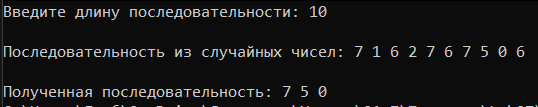 Введите длину последовательности: 10
Последовательность из случайных чисел: 7 1 6 2 7 6 7 5 0 6
Полученная последовательность: 7 5 0